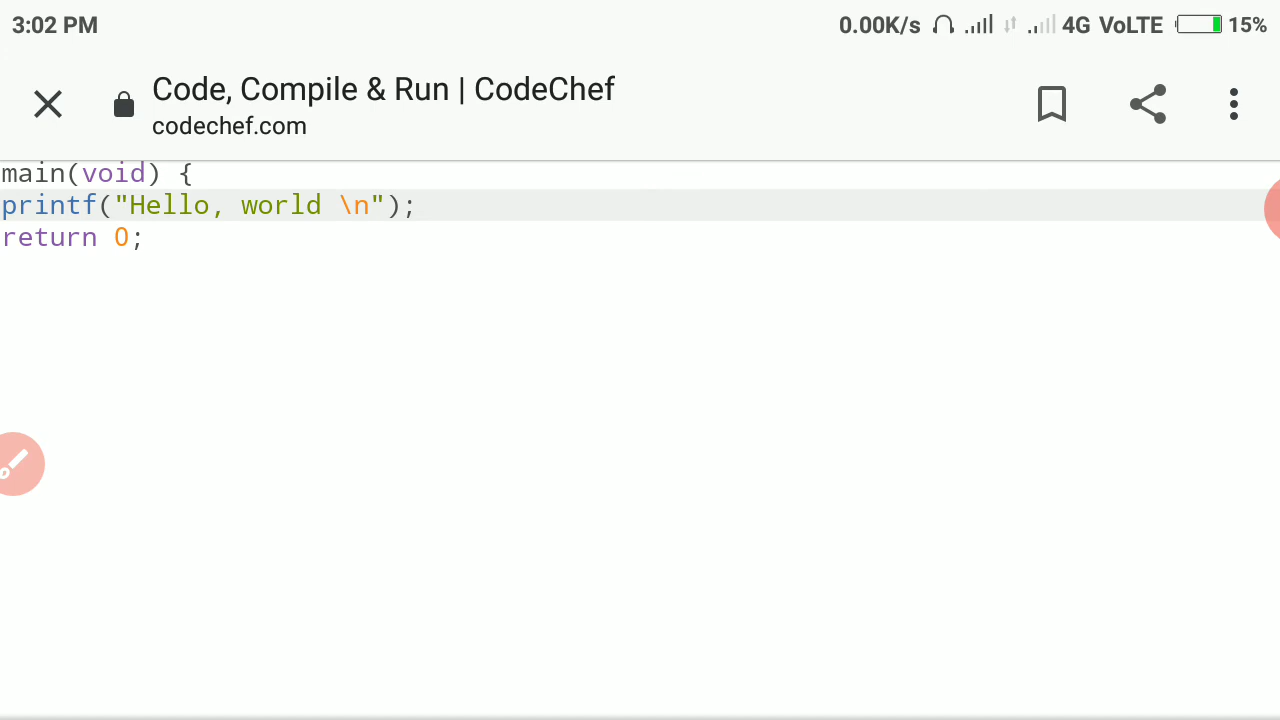 3:02 PM 0.00K/s 4G VoLTE 15%
Code, Compile & Run | CodeChef
codechef.com
main(void) {
printf("Hello, world \n");
return 0;